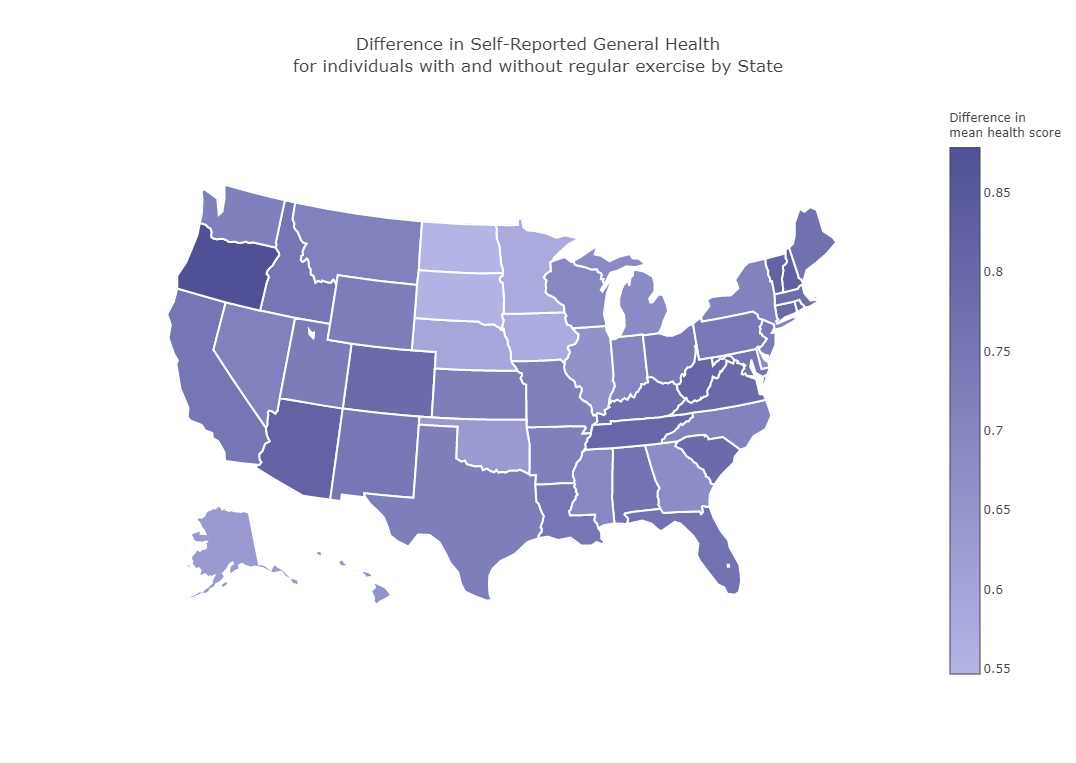 Difference in Self-Reported General Health
for individuals with and without regular exercise by State
Difference in
mean health score
0.85
0.8
0.75
0.7
0.65
0.6
0.55